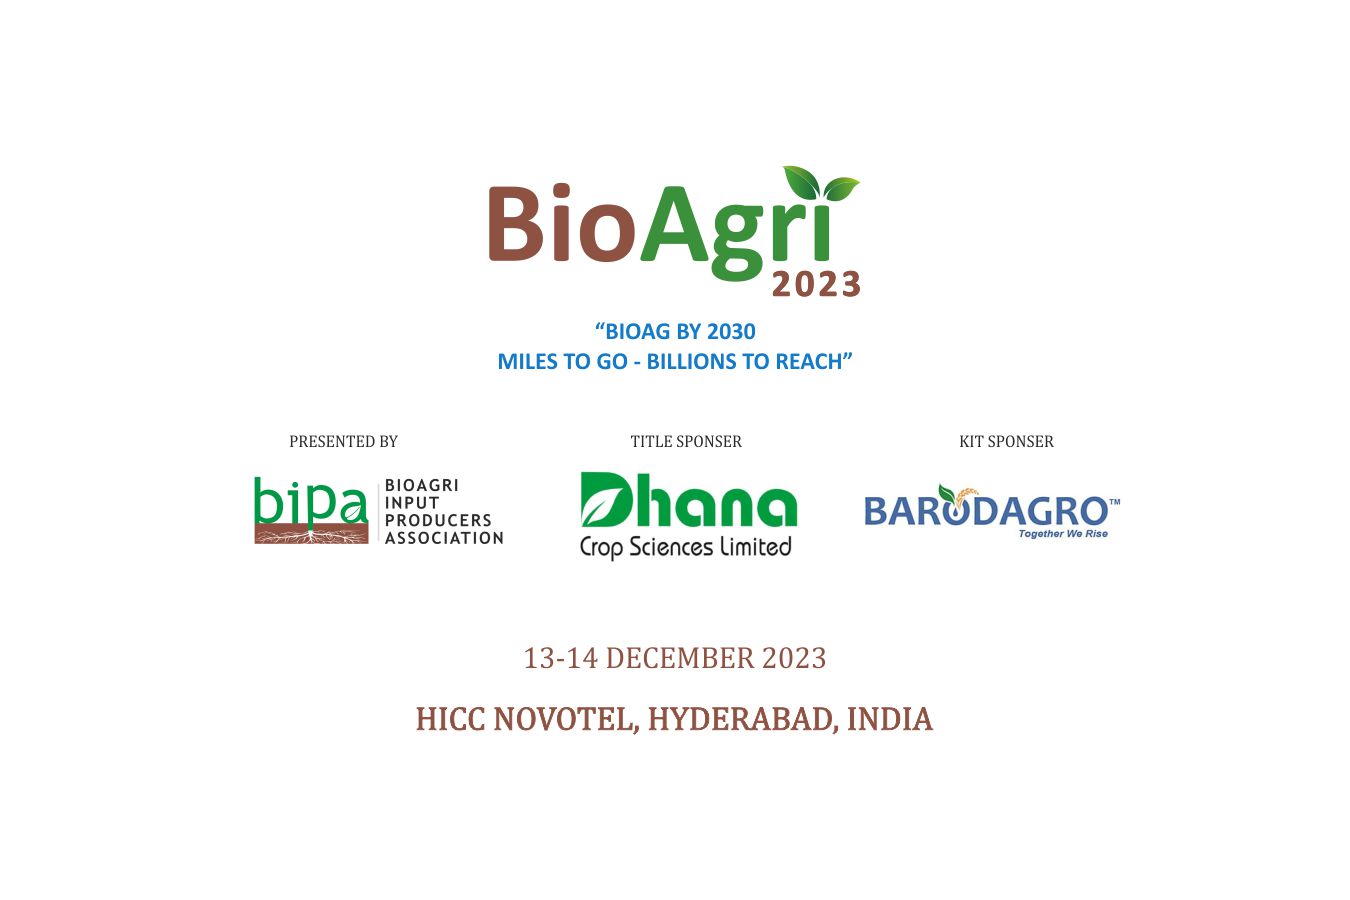 BioAgri
2023
“BIOAG BY 2030
MILES TO GO - BILLIONS TO REACH”
PRESENTED BY
bipa
BIOAGRI
INPUT
PRODUCERS
ASSOCIATION
TITLE SPONSER
Dhana
Crop Sciences Limited
KIT SPONSER
BARODAGRO™
Together We Rise
13-14 DECEMBER 2023
HICC NOVOTEL, HYDERABAD, INDIA